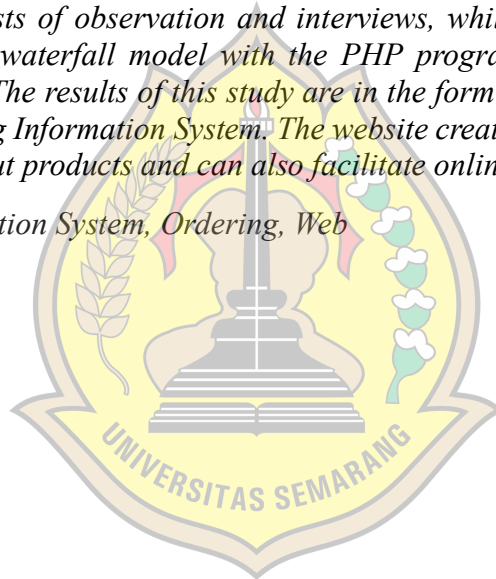 sts of observation and interviews, whil
waterfall model with the PHP progra
The results of this study are in the form
g Information System. The website creat
ut products and can also facilitate onlin
tion System, Ordering, Web
UNIVERSITAS SEMARANG